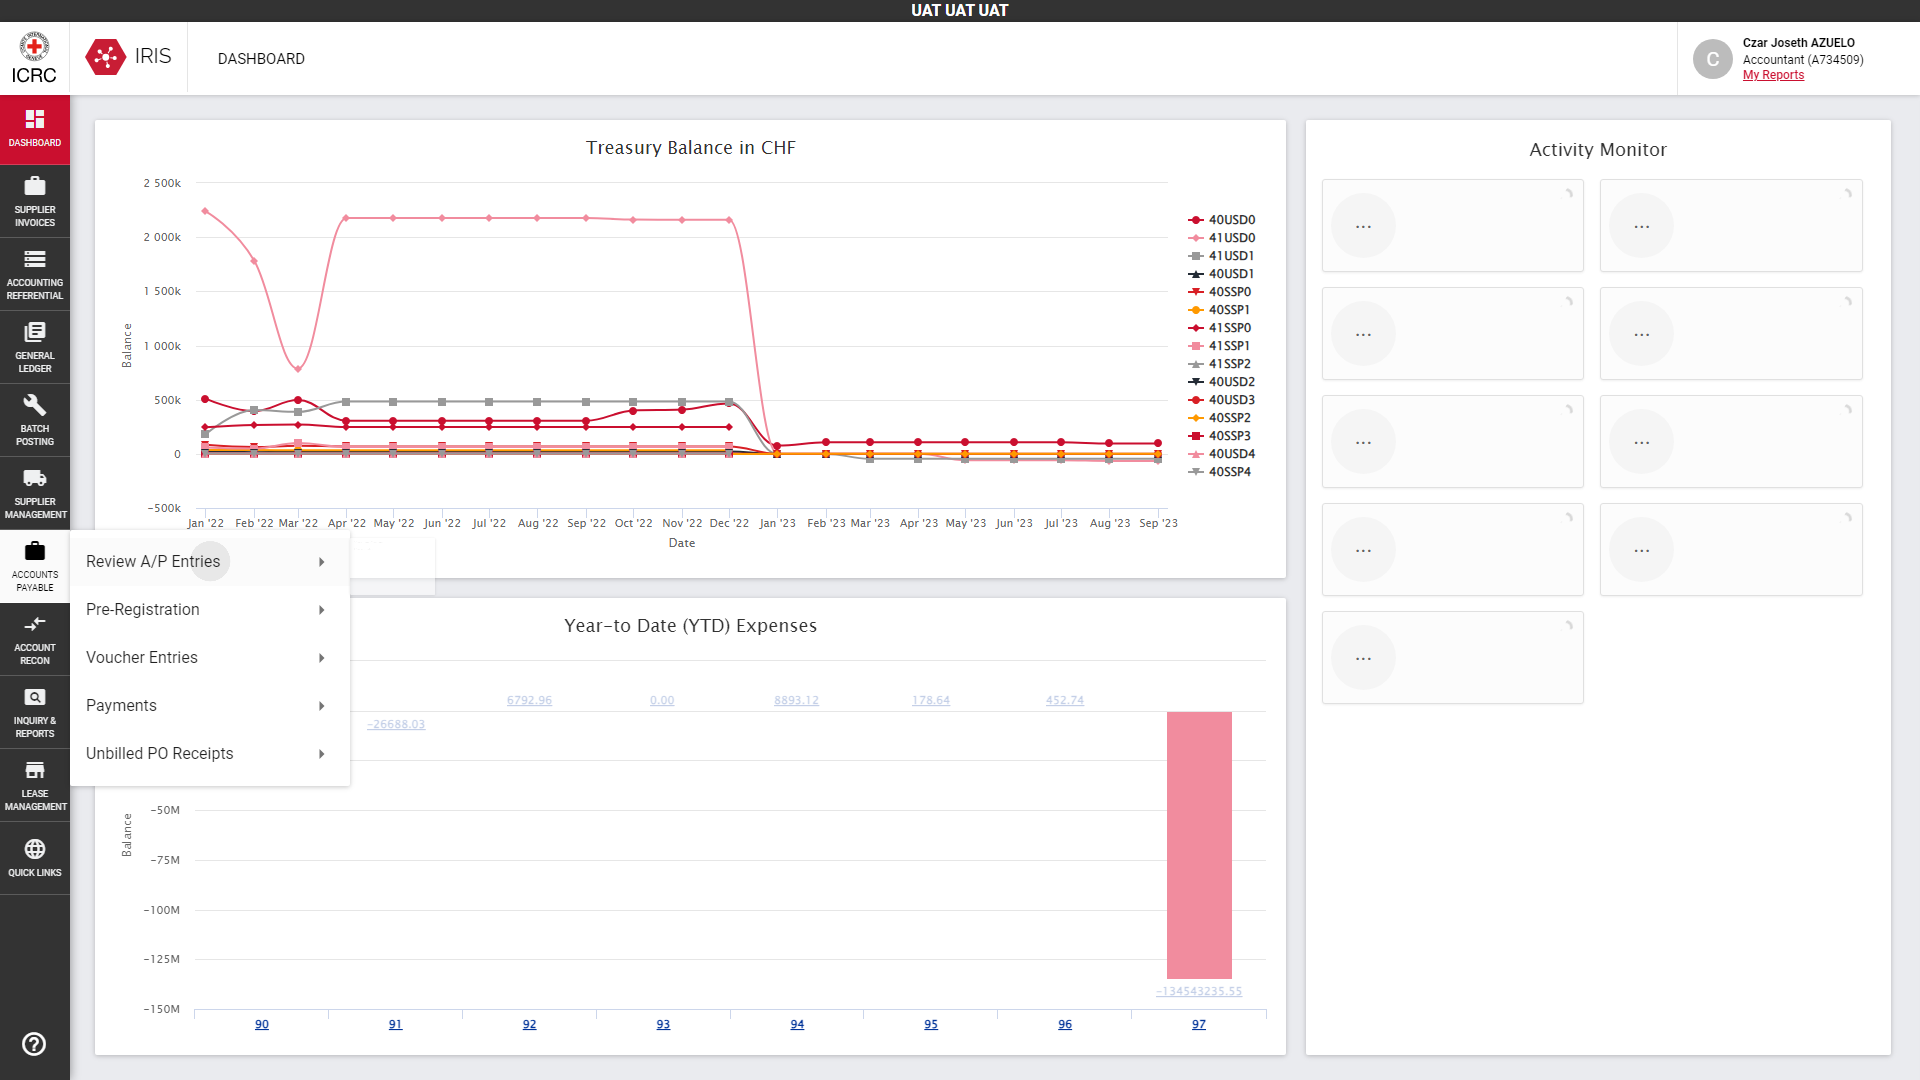 UAT UAT UAT
ICRC
IRIS
DASHBOARD
C
Czar Joseth AZUELO
Accountant (A734509)
My Reports
DASHBOARD
SUPPLIER
INVOICES
ACCOUNTING
REFERENTIAL
GENERAL
LEDGER
BATCH
POSTING
SUPPLIER
MANAGEMENT
ACCOUNTS
PAYABLE
ACCOUNT
RECON
INQUIRY &
REPORTS
LEASE
MANAGEMENT
QUICK LINKS
Review A/P Entries
Pre-Registration
Voucher Entries
Payments
Unbilled PO Receipts
Treasury Balance in CHF
Balance
2 500k
2 000k
1 500k
1 000k
500k
0
-500k
Jan '22 Feb '22 Mar '22 Apr '22 May '22 Jun '22 Jul '22 Aug '22 Sep '22 Oct '22 Nov '22 Dec '22 Jan '23 Feb '23 Mar '23 Apr '23 May '23 Jun '23 Jul '23 Aug '23 Sep '23
Date
40USD0
41USD0
41USD1
40USD1
40SSP0
40SSP1
41SSP0
41SSP1
41SSP2
40USD2
40USD3
40SSP2
40SSP3
40USD4
40SSP4
Year-to Date (YTD) Expenses
Balance
-50M
-75M
-100M
-125M
-150M
-26688.03
6792.96
0.00
8893.12
178.64
452.74
-134543235.55
90 91 92 93 94 95 96 97
Activity Monitor
... ...
... ...
... ...
... ...
...